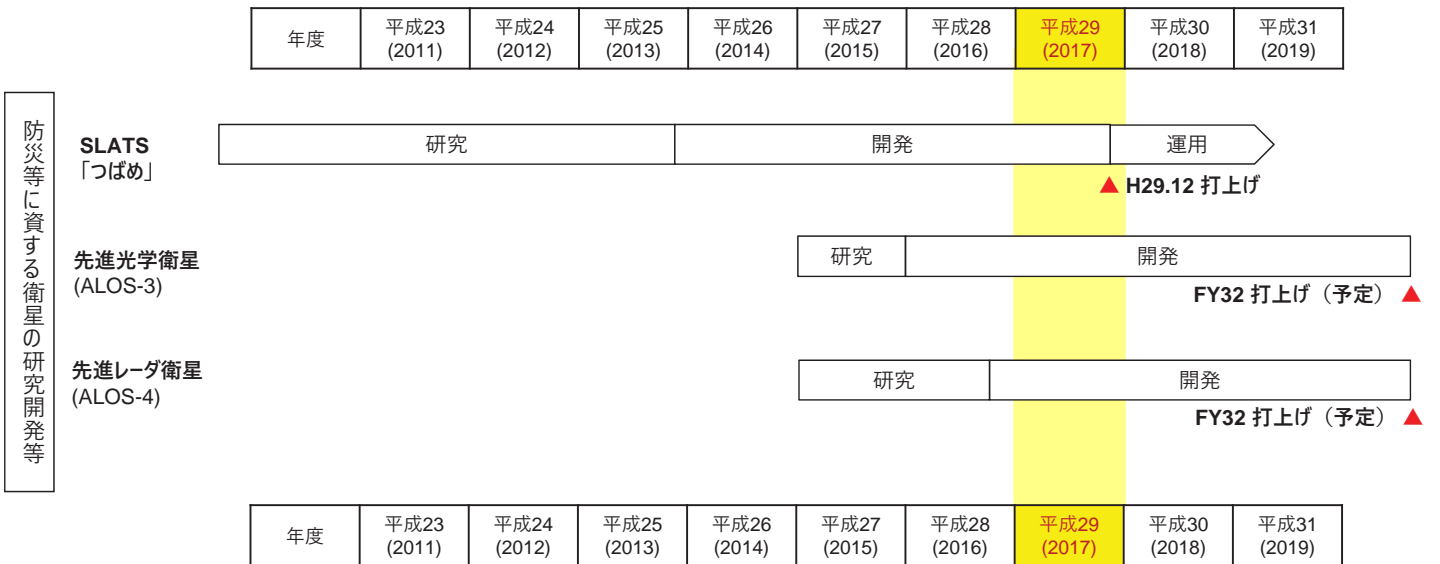 年度 平成23 平成24 平成25 平成26 平成27 平成28 平成29 平成30 平成31
(2011) (2012) (2013) (2014) (2015) (2016) (2017) (2018) (2019)
防災等に資する衛星の研究開発等
SLATS
「つばめ」
研究 開発 運用
▲ H29.12 打上げ
先進光学衛星
(ALOS-3)
研究 開発
FY32 打上げ（予定） ▲
先進レーダ衛星
(ALOS-4)
研究 開発
FY32 打上げ（予定） ▲
年度 平成23 平成24 平成25 平成26 平成27 平成28 平成29 平成30 平成31
(2011) (2012) (2013) (2014) (2015) (2016) (2017) (2018) (2019)